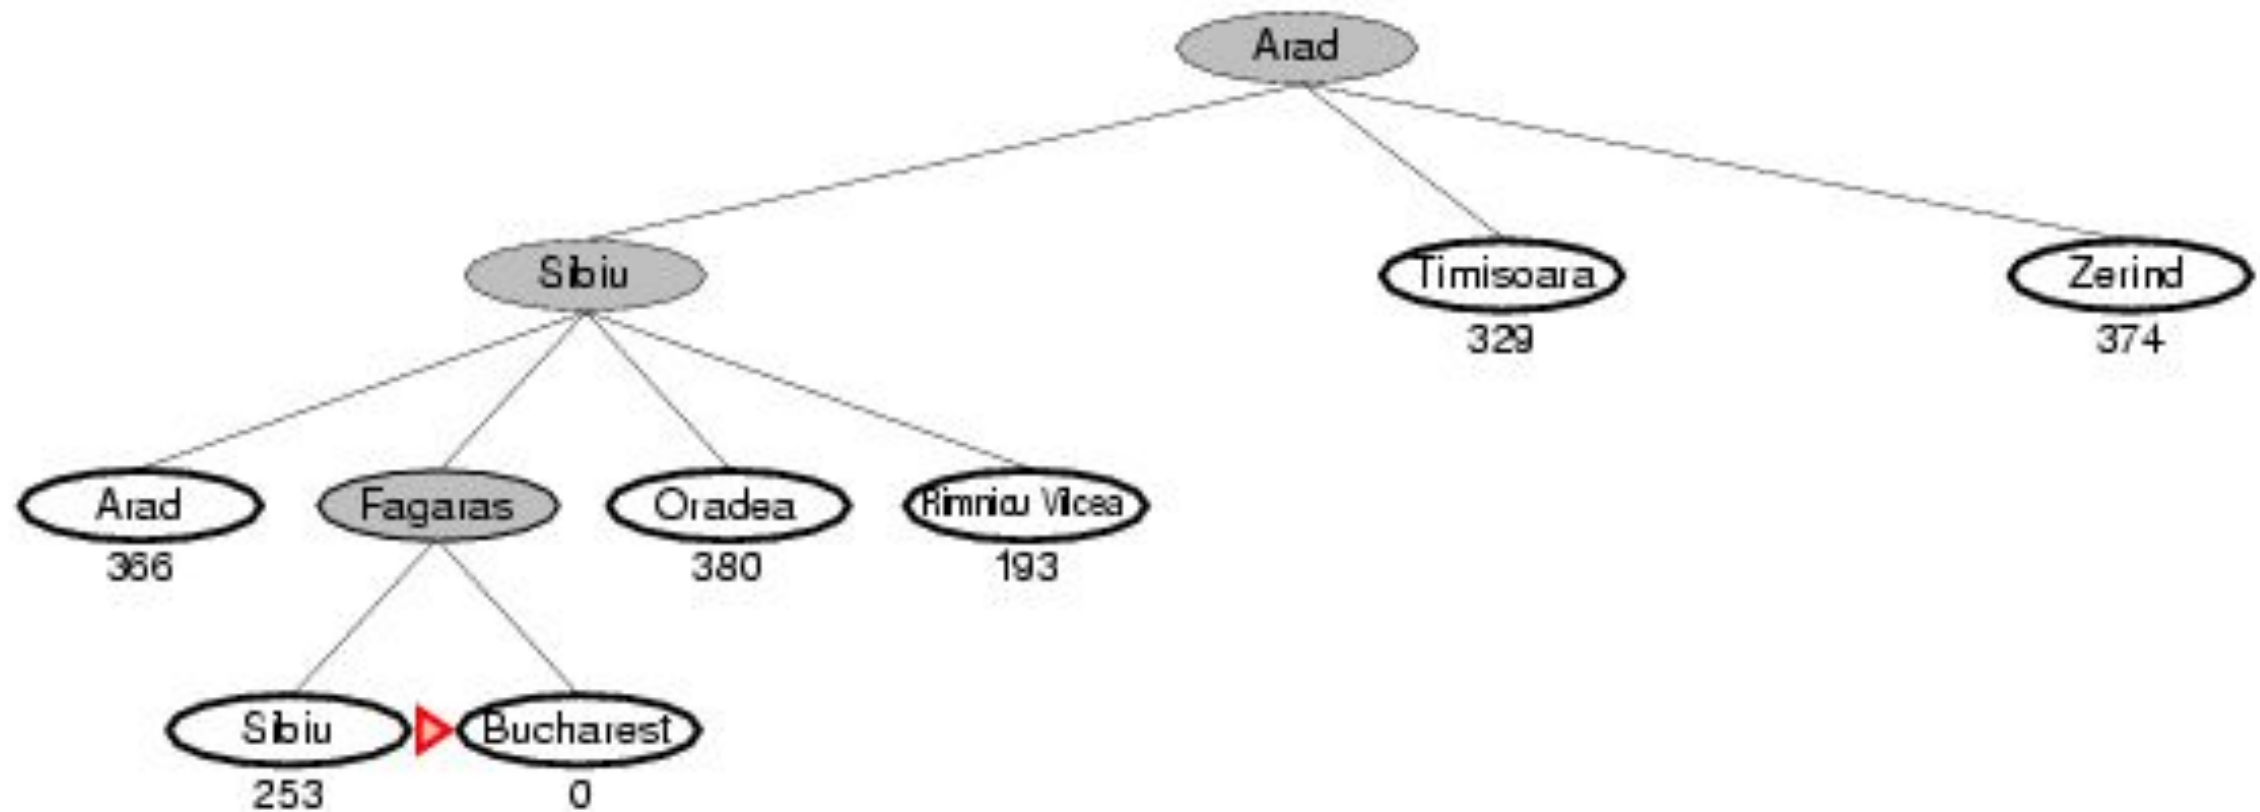 Arad
Sibiu
Timisoara
Zerind
329
374
Arad
Fagaras
Oradea
Rimnicu Vilcea
366
380
193
Sibiu
Bucharest
253
0